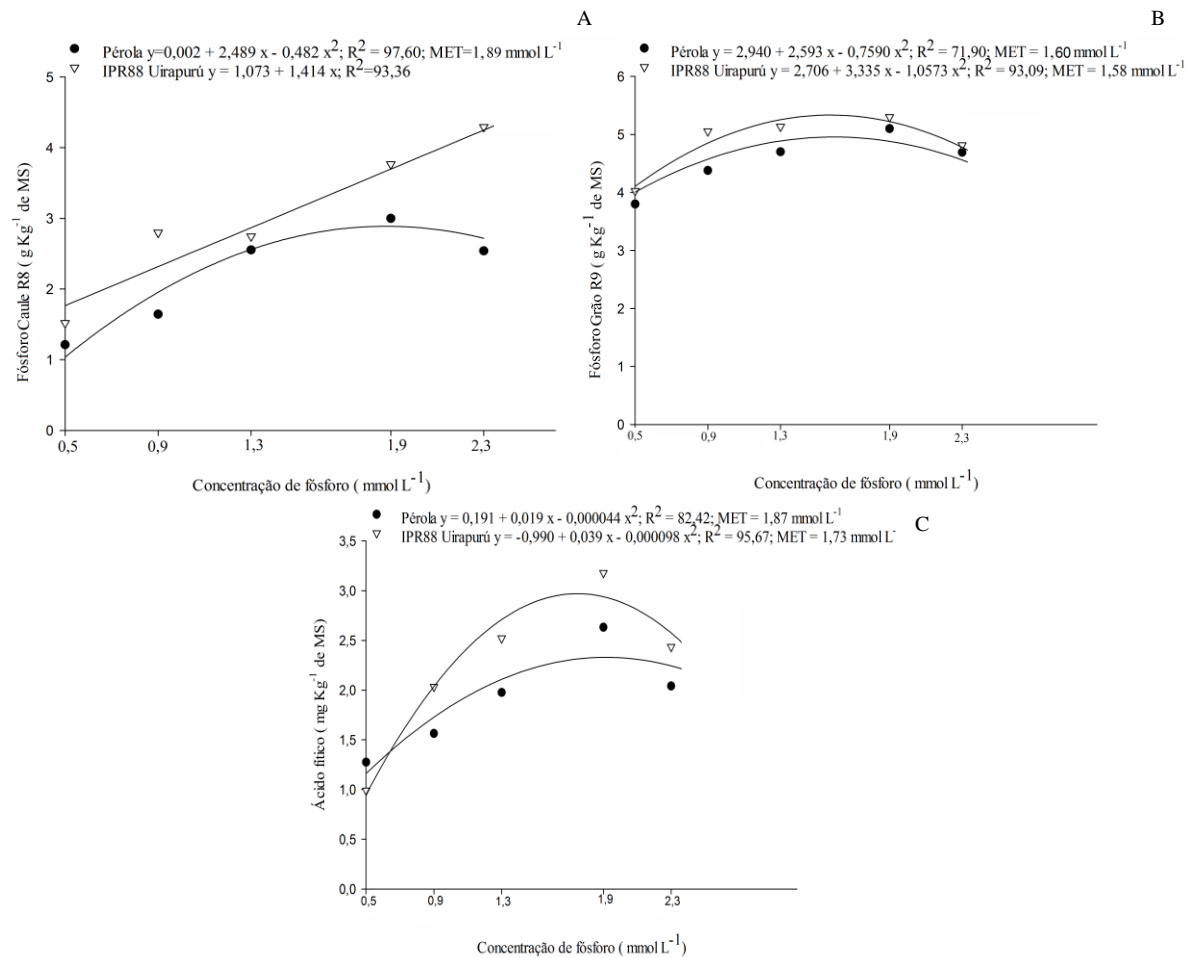 A
Pérola y=0,002 + 2,489 x - 0,482 x²; R² = 97,60; MET=1,89 mmol L⁻¹
IPR88 Uirapurú y = 1,073 + 1,414 x; R²=93,36
5
4
3
2
1
0
Fósforo Caule R8 ( g Kg⁻¹ de MS)
0,5 0,9 1,3 1,9 2,3
Concentração de fósforo ( mmol L⁻¹)
B
Pérola y = 2,940 + 2,593 x - 0,7590 x²; R² = 71,90; MET = 1,60 mmol L⁻¹
IPR88 Uirapurú y = 2,706 + 3,335 x - 1,0573 x²; R² = 93,09; MET = 1,58 mmol L⁻¹
6
5
4
3
2
1
0
Fósforo Grão R9 ( g Kg⁻¹ de MS)
0,5 0,9 1,3 1,9 2,3
Concentração de fósforo ( mmol L⁻¹)
C
Pérola y = 0,191 + 0,019 x - 0,000044 x²; R² = 82,42; MET = 1,87 mmol L⁻¹
IPR88 Uirapurú y = -0,990 + 0,039 x - 0,000098 x²; R² = 95,67; MET = 1,73 mmol L⁻
3,5
3,0
2,5
2,0
1,5
1,0
0,5
0,0
Ácido fítico ( mg Kg⁻¹ de MS)
0,5 0,9 1,3 1,9 2,3
Concentração de fósforo ( mmol L⁻¹)